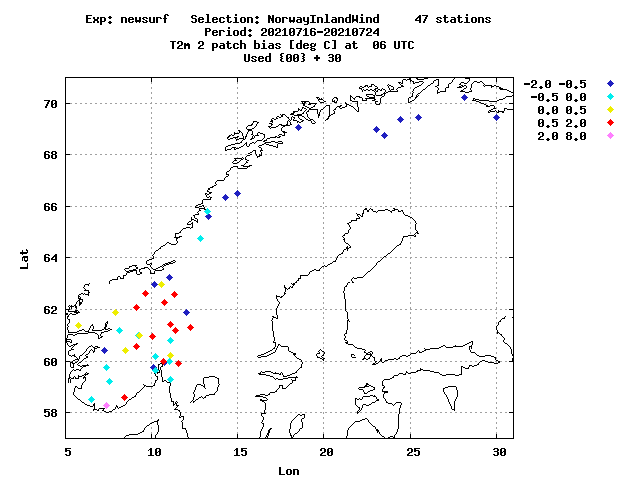 Exp: newsurf Selection: NorwayInlandWind 47 stations
Period: 20210716-20210724
T2m 2 patch bias [deg C] at 06 UTC
Used {00} + 30
-2.0 -0.5
-0.5 0.0
0.0 0.5
0.5 2.0
2.0 8.0
70
68
66
64
62
60
58
Lat
5 10 15 20 25 30
Lon